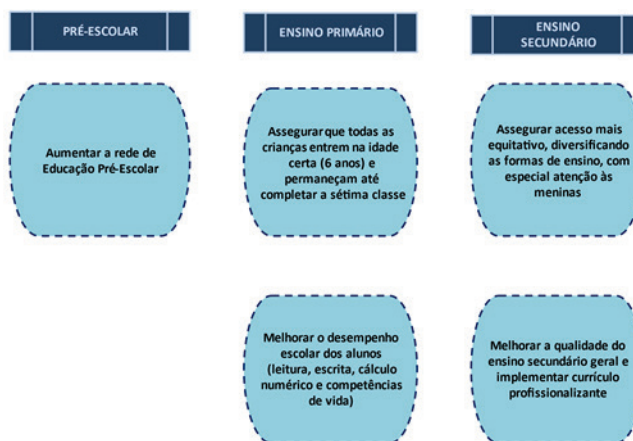 PRÉ-ESCOLAR
ENSINO PRIMÁRIO
ENSINO
SECUNDÁRIO
Aumentar a rede de
Educação Pré-Escolar
Assegurar que todas as
crianças entrem na idade
certa (6 anos) e
permaneçam até
completar a sétima classe
Assegurar acesso mais
equitativo, diversificando
as formas de ensino, com
especial atenção às
meninas
Melhorar o desempenho
escolar dos alunos
(leitura, escrita, cálculo
numérico e competências
de vida)
Melhorar a qualidade do
ensino secundário geral e
implementar currículo
profissionalizante